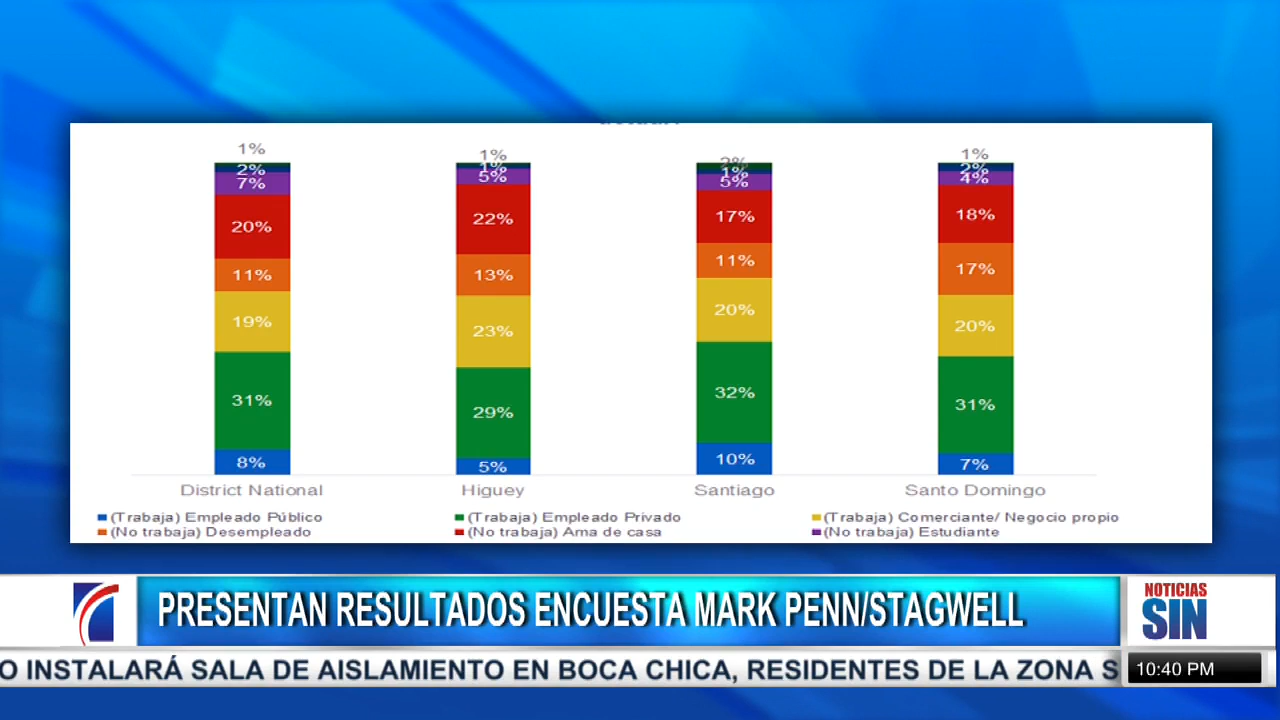 1% 1% 2% 1%
2% 1% 1% 2%
7% 5% 5% 4%
20% 22% 17% 18%
11% 13% 11% 17%
19% 23% 20% 20%
31% 29% 32% 31%
8% 5% 10% 7%
District National Higuey Santiago Santo Domingo
(Trabaja) Empleado Público (Trabaja) Empleado Privado (Trabaja) Comerciante/ Negocio propio
(No trabaja) Desempleado (No trabaja) Ama de casa (No trabaja) Estudiante
PRESENTAN RESULTADOS ENCUESTA MARK PENN/STAGWELL
NOTICIAS
SIN
O INSTALARÁ SALA DE AISLAMIENTO EN BOCA CHICA, RESIDENTES DE LA ZONA S
10:40 PM